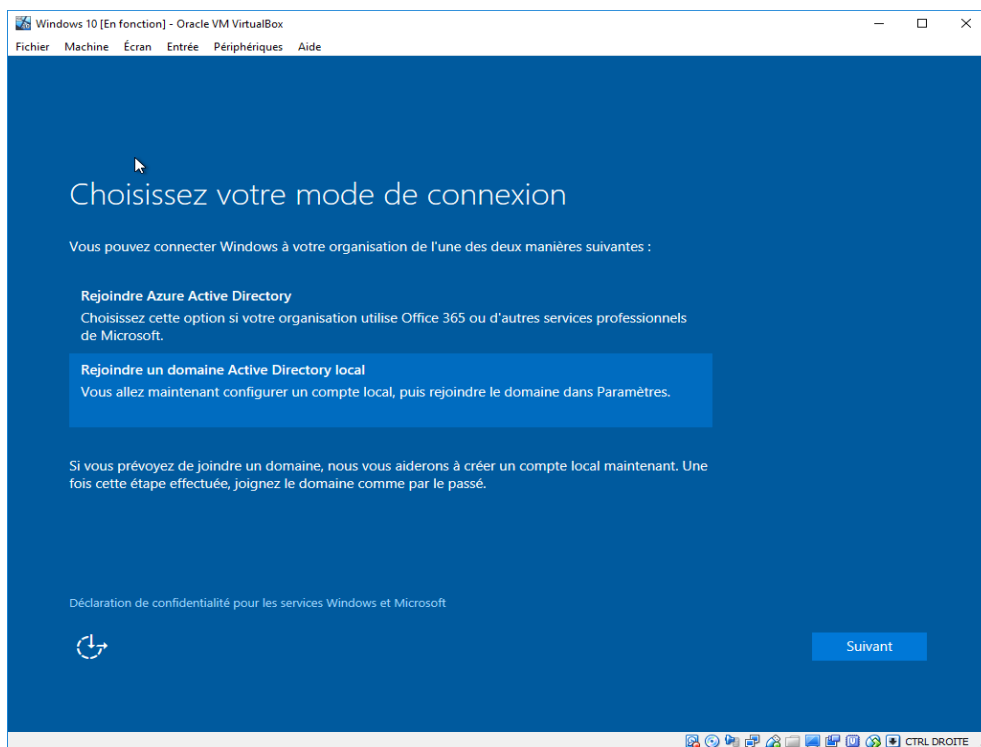 Windows 10 [En fonction] - Oracle VM VirtualBox
Fichier Machine Écran Entrée Périphériques Aide
Choisissez votre mode de connexion
Vous pouvez connecter Windows à votre organisation de l'une des deux manières suivantes :
Rejoindre Azure Active Directory
Choisissez cette option si votre organisation utilise Office 365 ou d'autres services professionnels
de Microsoft.
Rejoindre un domaine Active Directory local
Vous allez maintenant configurer un compte local, puis rejoindre le domaine dans Paramètres.
Si vous prévoyez de joindre un domaine, nous vous aiderons à créer un compte local maintenant. Une
fois cette étape effectuée, joignez le domaine comme par le passé.
Déclaration de confidentialité pour les services Windows et Microsoft
Suivant
CTRL DROITE